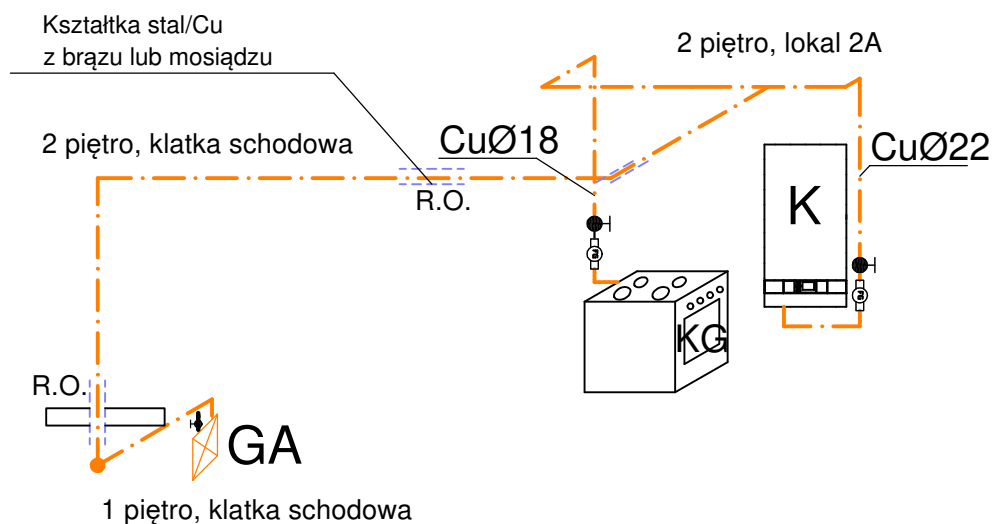 Kształtka stal/Cu
z brązu lub mosiądzu
2 piętro, lokal 2A
2 piętro, klatka schodowa
CuØ18
CuØ22
R.O.
K
KG
R.O.
GA
1 piętro, klatka schodowa